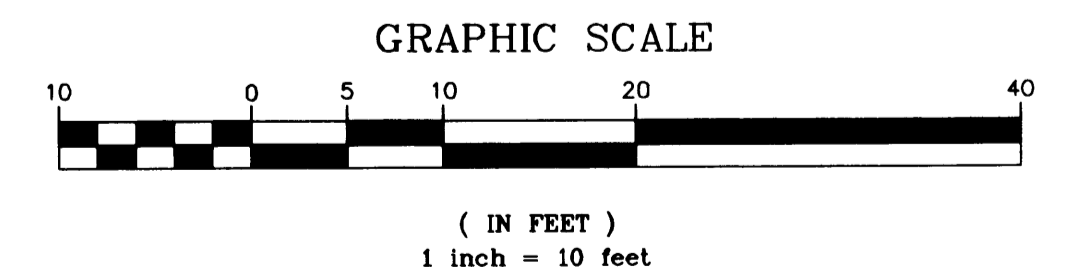 GRAPHIC SCALE
10 0 5 10 20 40
( IN FEET )
1 inch = 10 feet